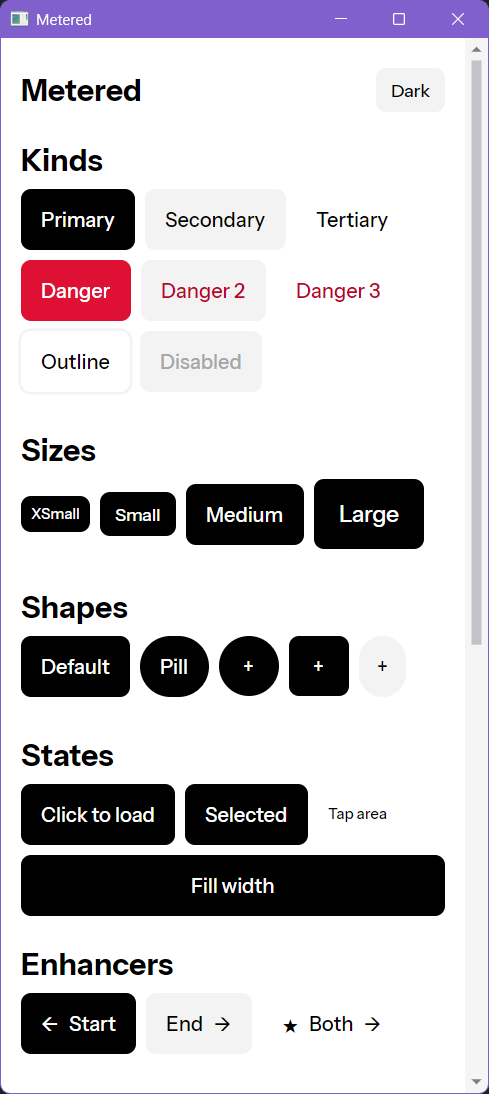 Metered
Metered
Dark
Kinds
Primary
Secondary
Tertiary
Danger
Danger 2
Danger 3
Outline
Disabled
Sizes
XSmall
Small
Medium
Large
Shapes
Default
Pill
+
+
+
States
Click to load
Selected
Tap area
Fill width
Enhancers
← Start
End →
★ Both →